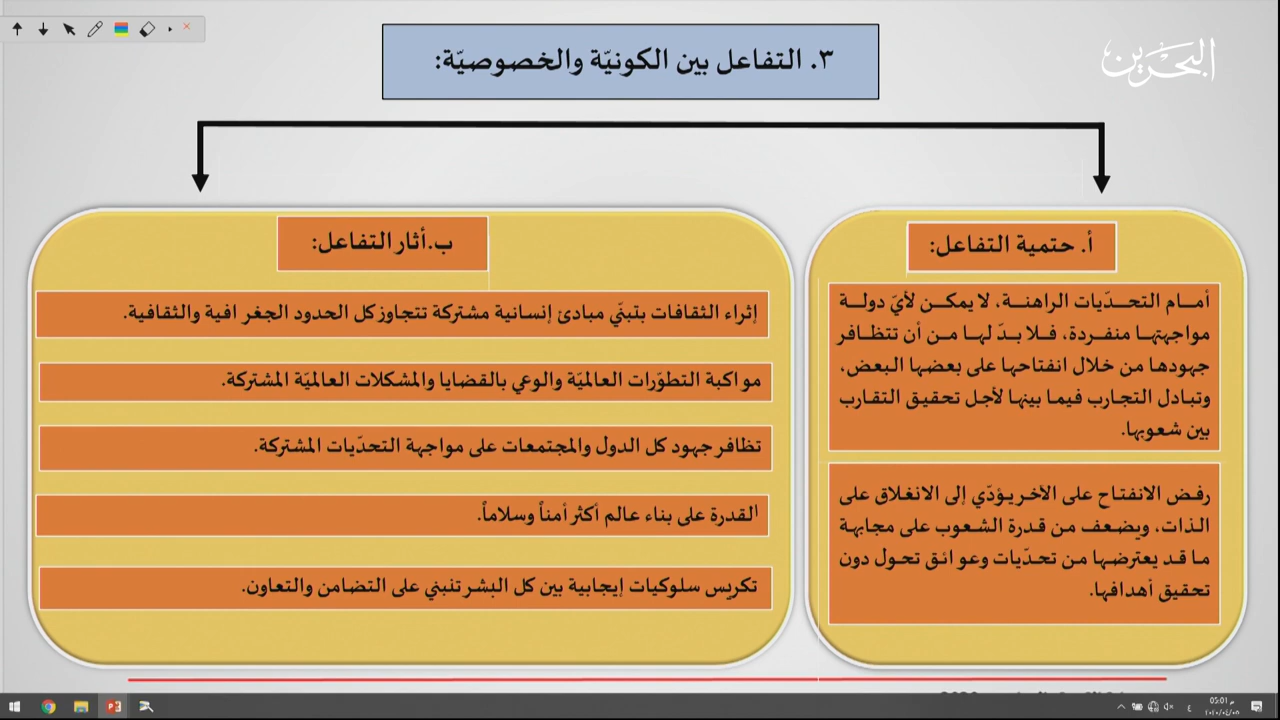 البحرين
٣. التفاعل بين الكونيّة والخصوصيّة:
أ. حتمية التفاعل:
أمام التحدّيات الراهنة، لا يمكن لأيّ دولة
مواجهتها منفردة، فلا بدّ لها من أن تتظافر
جهودها من خلال انفتاحها على بعضها البعض،
وتبادل التجارب فيما بينها لأجل تحقيق التقارب
بين شعوبها.
رفض الانفتاح على الآخر يؤدّي إلى الانغلاق على
الذات، ويضعف من قدرة الشعوب على مجابهة
ما قد يعترضها من تحدّيات وعوائق تحول دون
تحقيق أهدافها.
ب.أثار التفاعل:
إثراء الثقافات بتبنّي مبادئ إنسانية مشتركة تتجاوز كل الحدود الجغرافية والثقافية.
مواكبة التطوّرات العالميّة والوعي بالقضايا والمشكلات العالميّة المشتركة.
تظافر جهود كل الدول والمجتمعات على مواجهة التحدّيات المشتركة.
القدرة على بناء عالم أكثر أمناً وسلاماً.
تكريس سلوكيات إيجابية بين كل البشر تنبني على التضامن والتعاون.
05:01 م
٢٠٢٠/٠٤/٠٥